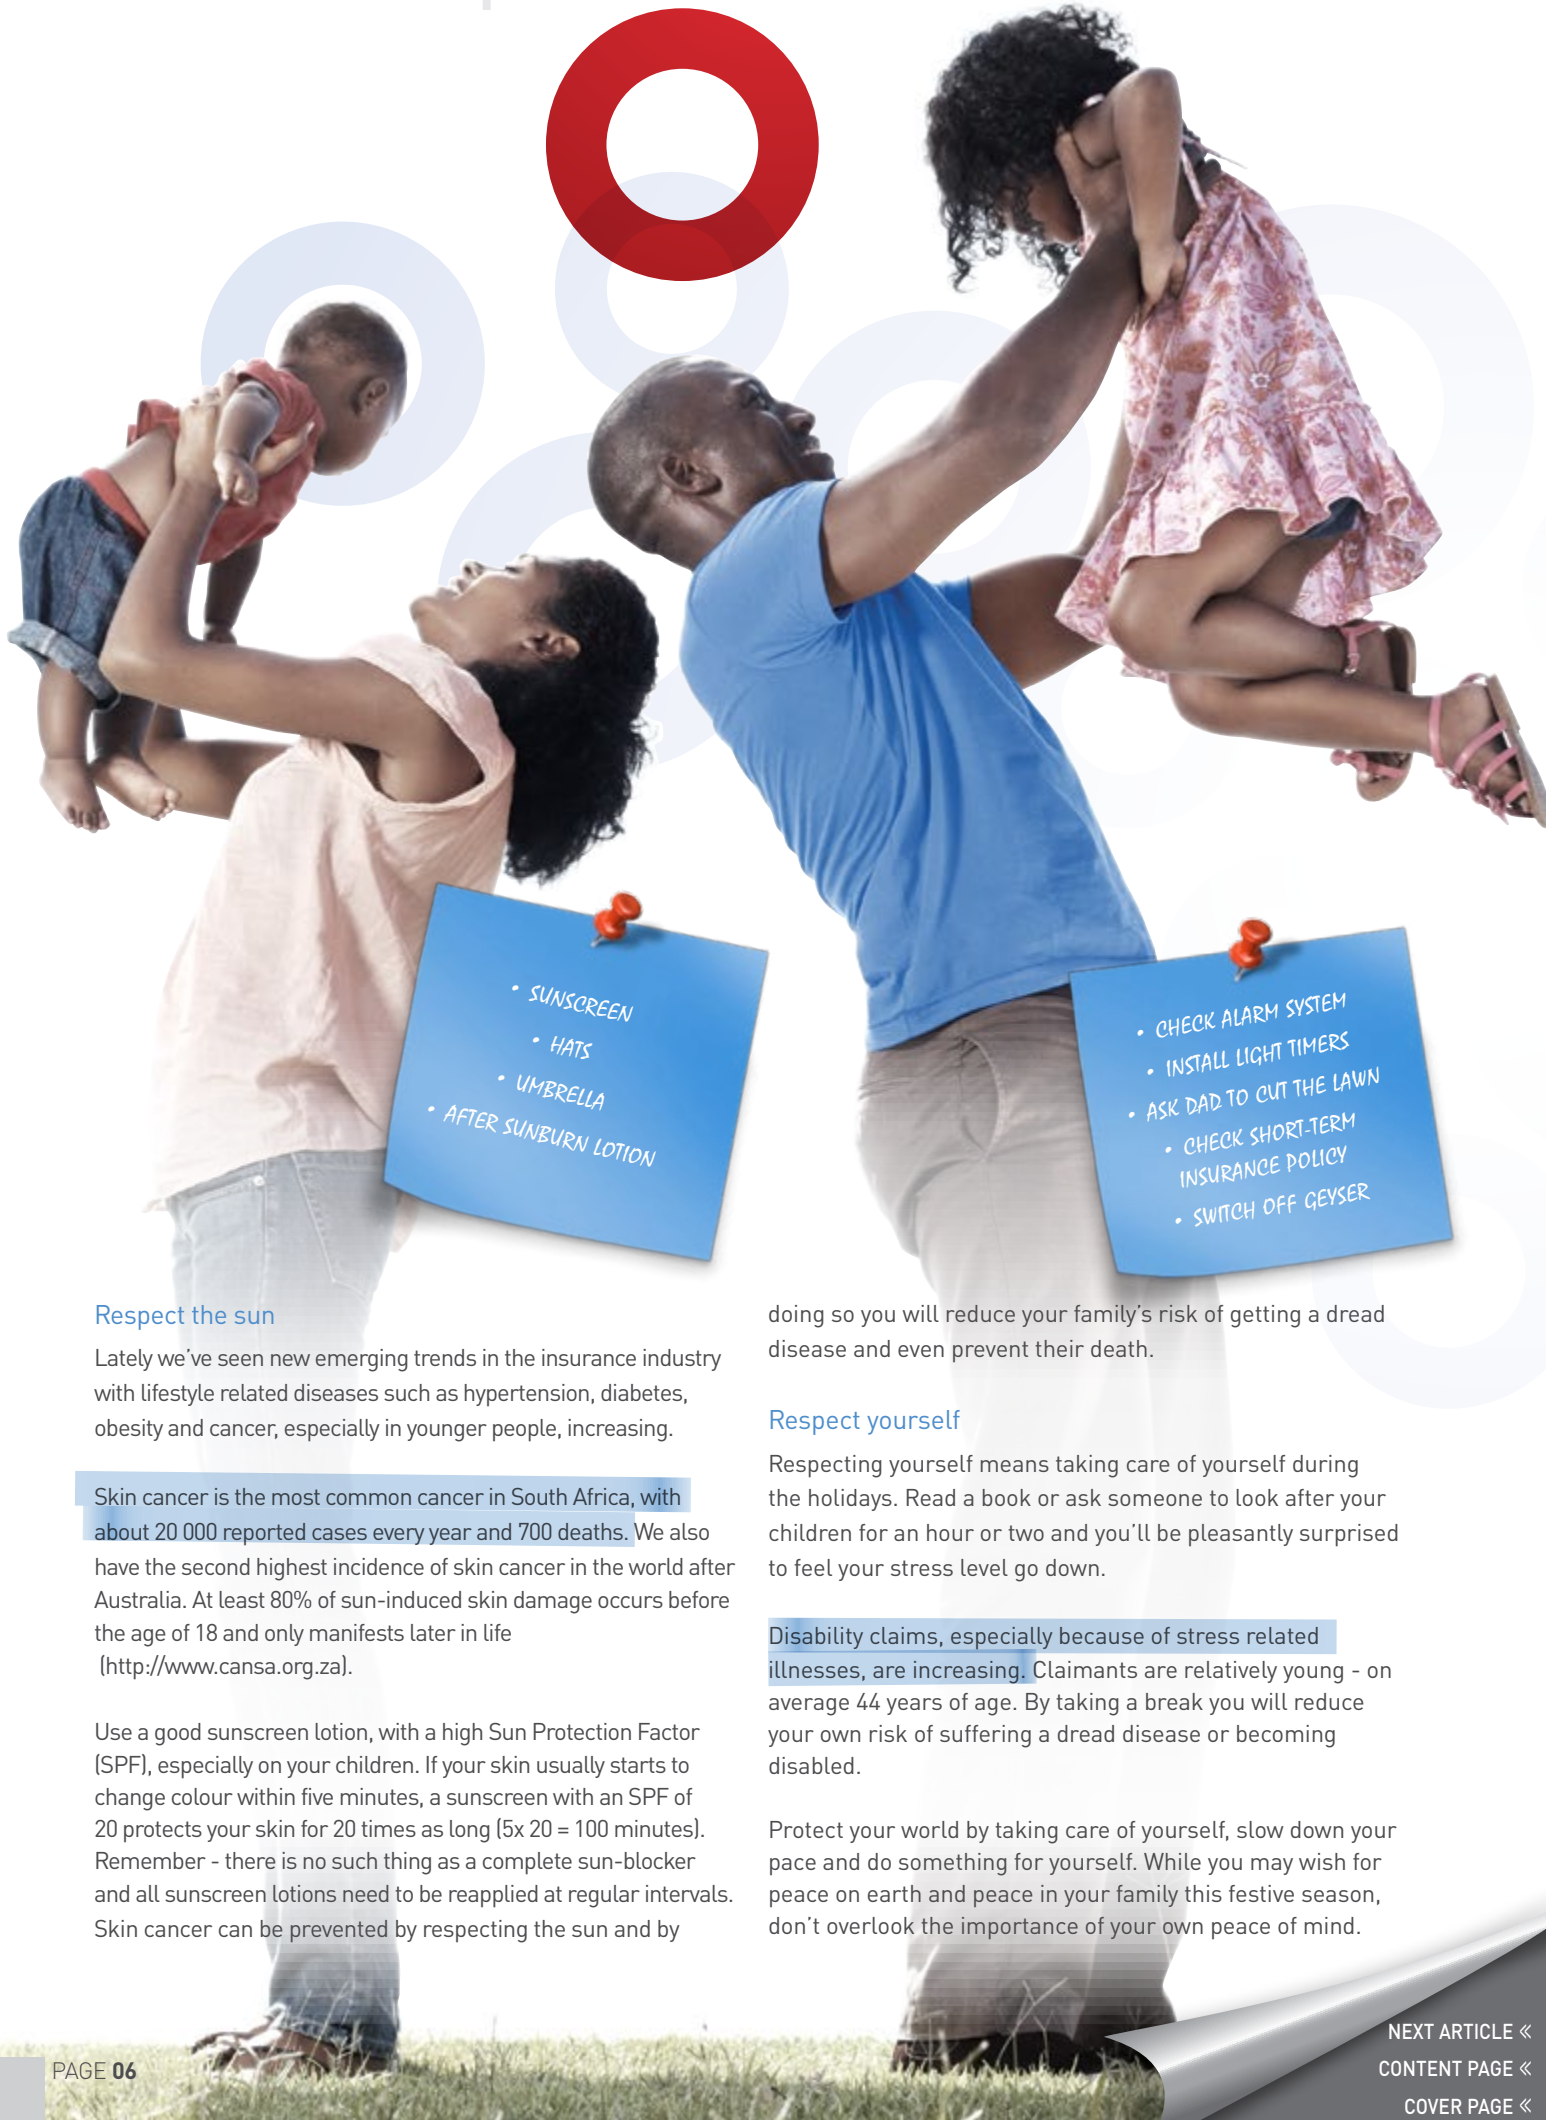 • SUNSCREEN
• HATS
• UMBRELLA
• AFTER SUNBURN LOTION
• CHECK ALARM SYSTEM
• INSTALL LIGHT TIMERS
• ASK DAD TO CUT THE LAWN
• CHECK SHORT-TERM
INSURANCE POLICY
• SWITCH OFF GEYSER
Respect the sun
Lately we've seen new emerging trends in the insurance industry
with lifestyle related diseases such as hypertension, diabetes,
obesity and cancer, especially in younger people, increasing.
Skin cancer is the most common cancer in South Africa, with
about 20 000 reported cases every year and 700 deaths. We also
have the second highest incidence of skin cancer in the world after
Australia. At least 80% of sun-induced skin damage occurs before
the age of 18 and only manifests later in life
(http://www.cansa.org.za).
Use a good sunscreen lotion, with a high Sun Protection Factor
(SPF), especially on your children. If your skin usually starts to
change colour within five minutes, a sunscreen with an SPF of
20 protects your skin for 20 times as long (5x 20 = 100 minutes).
Remember - there is no such thing as a complete sun-blocker
and all sunscreen lotions need to be reapplied at regular intervals.
Skin cancer can be prevented by respecting the sun and by
doing so you will reduce your family's risk of getting a dread
disease and even prevent their death.
Respect yourself
Respecting yourself means taking care of yourself during
the holidays. Read a book or ask someone to look after your
children for an hour or two and you'll be pleasantly surprised
to feel your stress level go down.
Disability claims, especially because of stress related
illnesses, are increasing. Claimants are relatively young - on
average 44 years of age. By taking a break you will reduce
your own risk of suffering a dread disease or becoming
disabled.
Protect your world by taking care of yourself, slow down your
pace and do something for yourself. While you may wish for
peace on earth and peace in your family this festive season,
don't overlook the importance of your own peace of mind.
PAGE 06
NEXT ARTICLE «
CONTENT PAGE «
COVER PAGE «